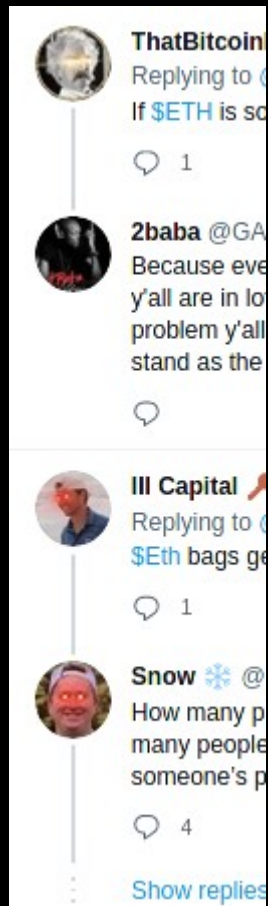 ThatBitcoin
Replying to @
If $ETH is so
1
2baba @GA
Because eve
y'all are in lo
problem y'all
stand as the
III Capital
Replying to
$Eth bags ge
1
Snow @
How many p
many people
someone's p
4
Show replies